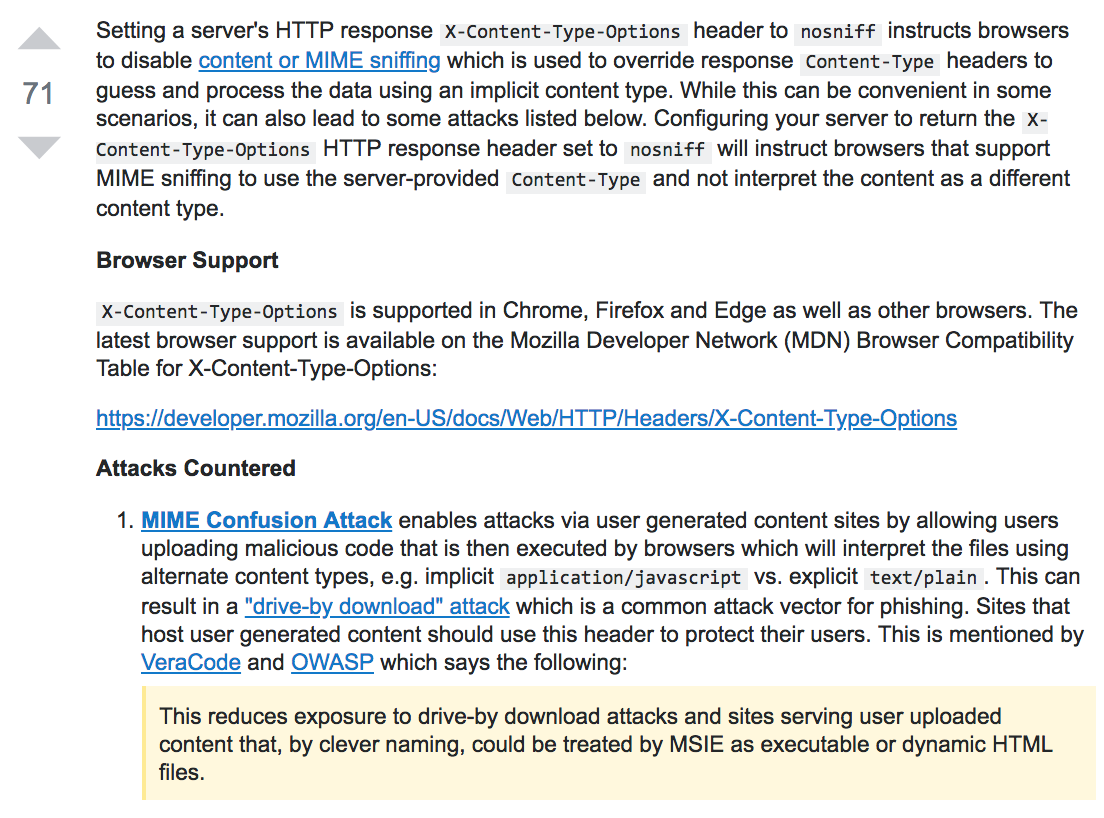 Setting a server's HTTP response X-Content-Type-Options header to nosniff instructs browsers
to disable content or MIME sniffing which is used to override response Content-Type headers to
71
guess and process the data using an implicit content type. While this can be convenient in some
scenarios, it can also lead to some attacks listed below. Configuring your server to return the X-
Content-Type-Options HTTP response header set to nosniff will instruct browsers that support
MIME sniffing to use the server-provided Content-Type and not interpret the content as a different
content type.
Browser Support
X-Content-Type-Options is supported in Chrome, Firefox and Edge as well as other browsers. The
latest browser support is available on the Mozilla Developer Network (MDN) Browser Compatibility
Table for X-Content-Type-Options:
https://developer.mozilla.org/en-US/docs/Web/HTTP/Headers/X-Content-Type-Options
Attacks Countered
1. MIME Confusion Attack enables attacks via user generated content sites by allowing users
uploading malicious code that is then executed by browsers which will interpret the files using
alternate content types, e.g. implicit application/javascript vs. explicit text/plain. This can
result in a "drive-by download" attack which is a common attack vector for phishing. Sites that
host user generated content should use this header to protect their users. This is mentioned by
VeraCode and OWASP which says the following:
This reduces exposure to drive-by download attacks and sites serving user uploaded
content that, by clever naming, could be treated by MSIE as executable or dynamic HTML
files.